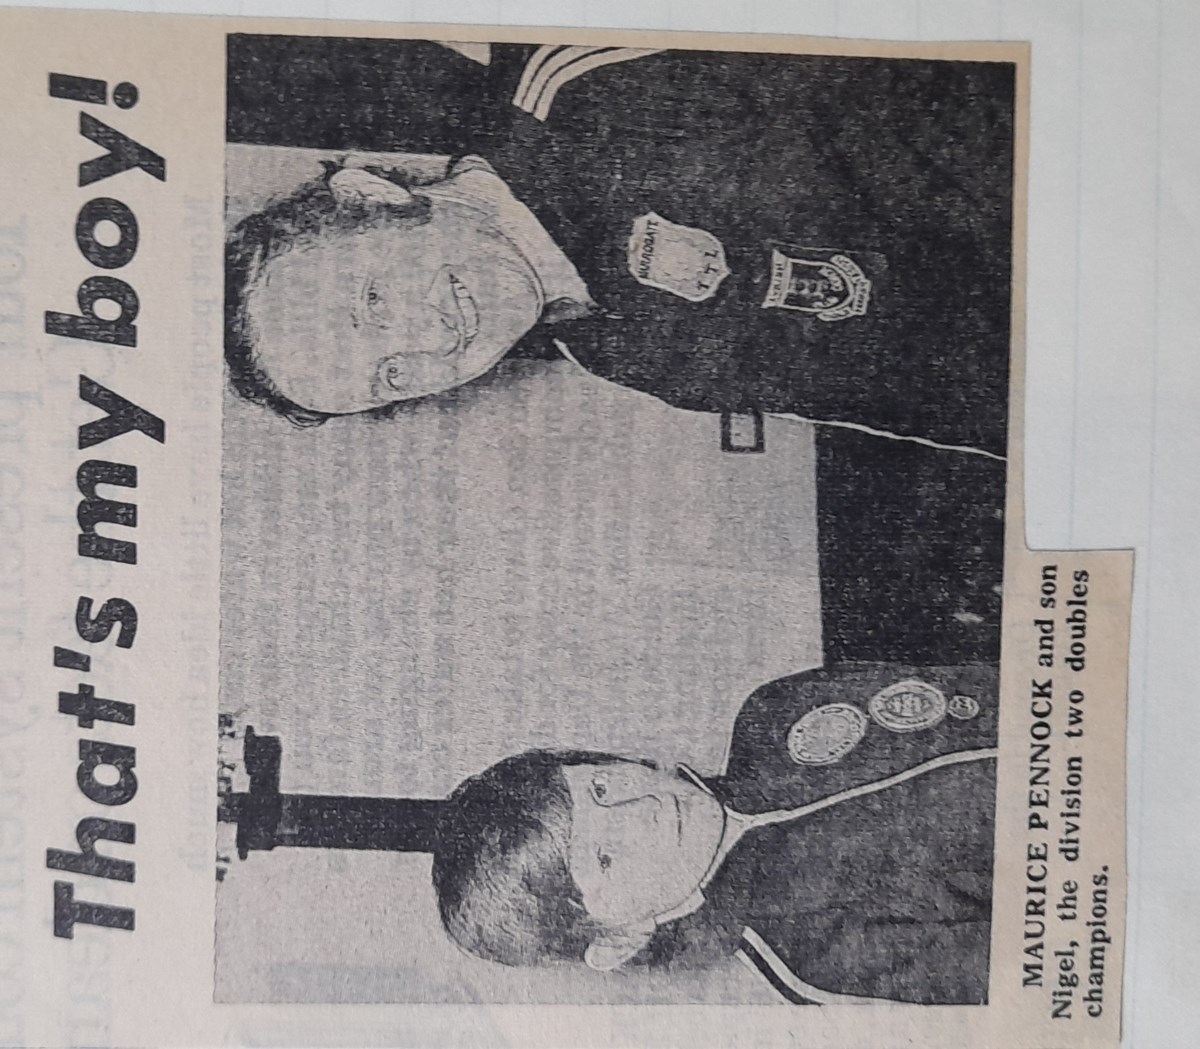 That's my boy!
HARROGATE
T T L
MAURICE PENNOCK and son
Nigel, the division two doubles
champions.